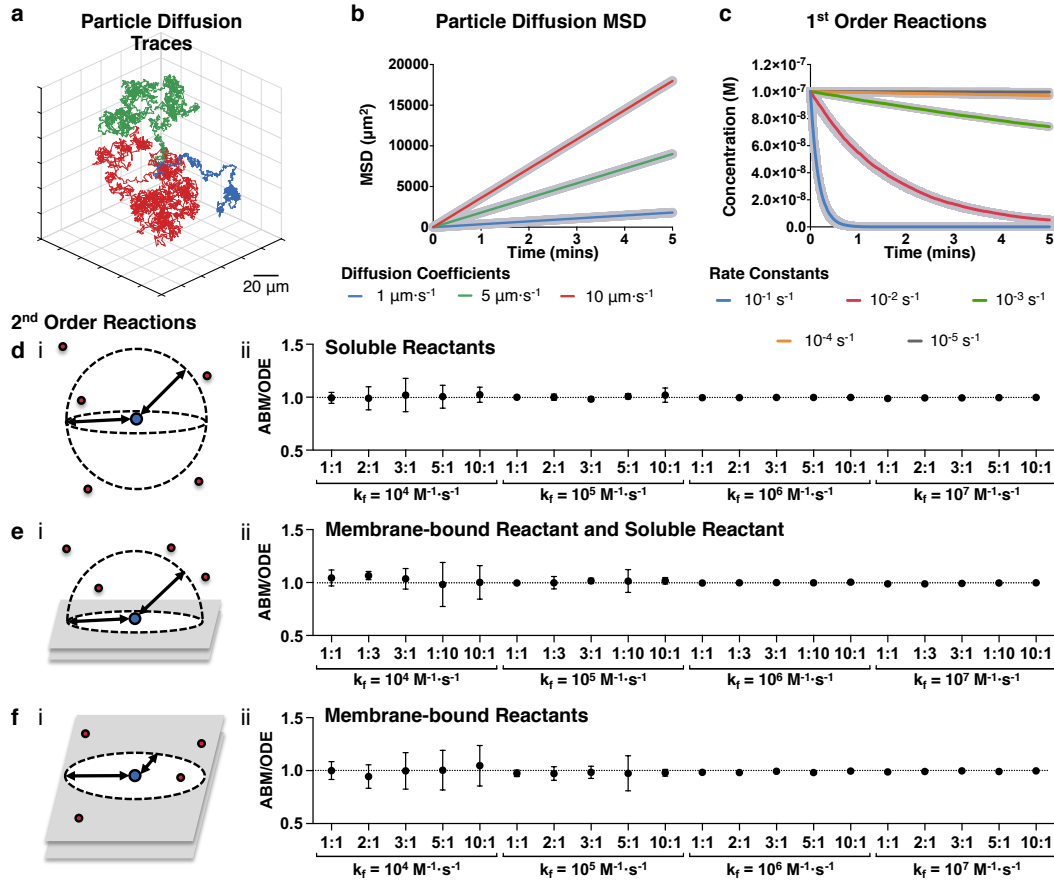 a
Particle Diffusion
Traces
20 μm
b
Particle Diffusion MSD
20000
15000
10000
5000
0
MSD (μm²)
0 1 2 3 4 5
Time (mins)
Diffusion Coefficients
1 μm·s⁻¹ 5 μm·s⁻¹ 10 μm·s⁻¹
c
1st Order Reactions
1.2×10⁻⁷
1.0×10⁻⁷
8.0×10⁻⁸
6.0×10⁻⁸
4.0×10⁻⁸
2.0×10⁻⁸
0.0
Concentration (M)
0 1 2 3 4 5
Time (mins)
Rate Constants
10⁻¹ s⁻¹ 10⁻² s⁻¹ 10⁻³ s⁻¹
10⁻⁴ s⁻¹ 10⁻⁵ s⁻¹
2nd Order Reactions
d i ii
Soluble Reactants
1.5
1.0
0.5
ABM/ODE
1:1 2:1 3:1 5:1 10:1 1:1 2:1 3:1 5:1 10:1 1:1 2:1 3:1 5:1 10:1 1:1 2:1 3:1 5:1 10:1
kf = 10⁴ M⁻¹·s⁻¹ kf = 10⁵ M⁻¹·s⁻¹ kf = 10⁶ M⁻¹·s⁻¹ kf = 10⁷ M⁻¹·s⁻¹
e i ii
Membrane-bound Reactant and Soluble Reactant
1.5
1.0
0.5
ABM/ODE
1:1 1:3 3:1 1:10 10:1 1:1 1:3 3:1 1:10 10:1 1:1 1:3 3:1 1:10 10:1 1:1 1:3 3:1 1:10 10:1
kf = 10⁴ M⁻¹·s⁻¹ kf = 10⁵ M⁻¹·s⁻¹ kf = 10⁶ M⁻¹·s⁻¹ kf = 10⁷ M⁻¹·s⁻¹
f i ii
Membrane-bound Reactants
1.5
1.0
0.5
ABM/ODE
1:1 2:1 3:1 5:1 10:1 1:1 2:1 3:1 5:1 10:1 1:1 2:1 3:1 5:1 10:1 1:1 2:1 3:1 5:1 10:1
kf = 10⁴ M⁻¹·s⁻¹ kf = 10⁵ M⁻¹·s⁻¹ kf = 10⁶ M⁻¹·s⁻¹ kf = 10⁷ M⁻¹·s⁻¹